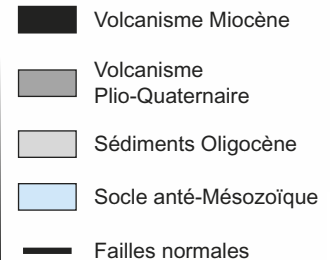 Volcanisme Miocène
Volcanisme
Plio-Quaternaire
Sédiments Oligocène
Socle anté-Mésozoïque
Failles normales